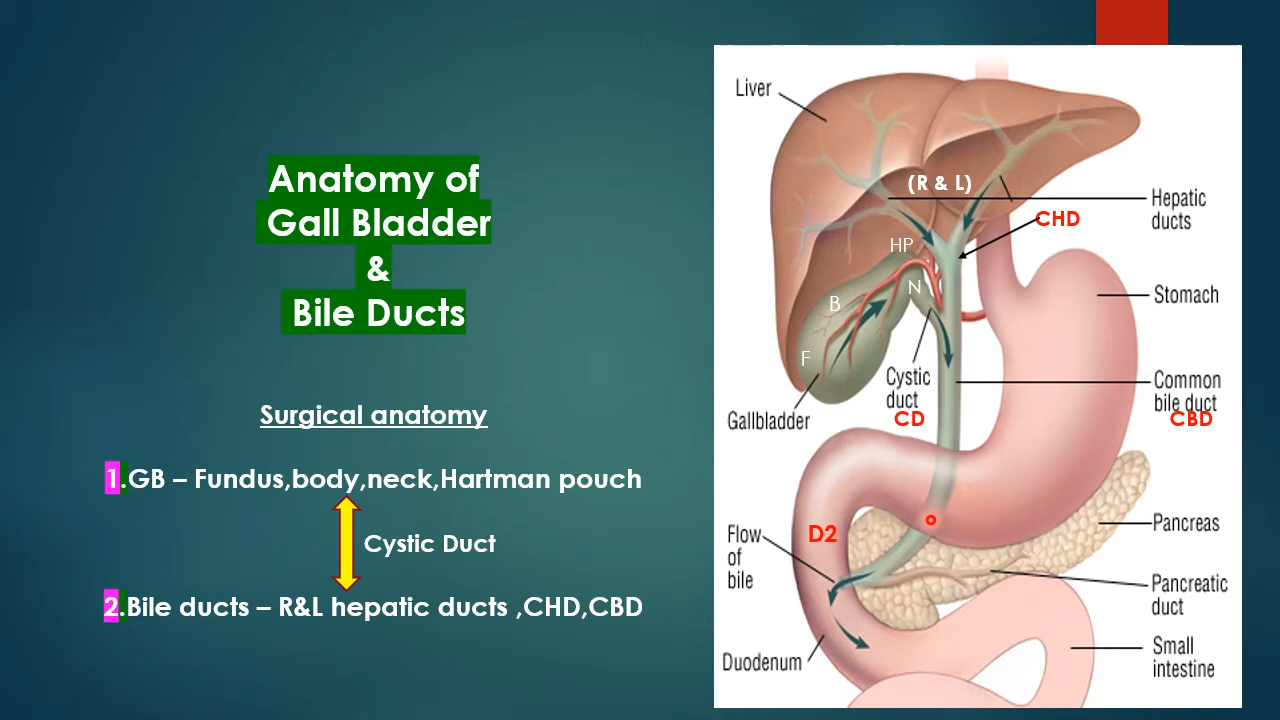 Anatomy of
Gall Bladder
&
Bile Ducts
Surgical anatomy
1.GB – Fundus,body,neck,Hartman pouch
Cystic Duct
2.Bile ducts – R&L hepatic ducts ,CHD,CBD
Liver
(R & L)
Hepatic
ducts
CHD
HP
N
B
F
Stomach
Cystic
duct
CD
Common
bile duct
CBD
Gallbladder
D2
Flow
of
bile
Pancreas
Pancreatic
duct
Duodenum
Small
intestine